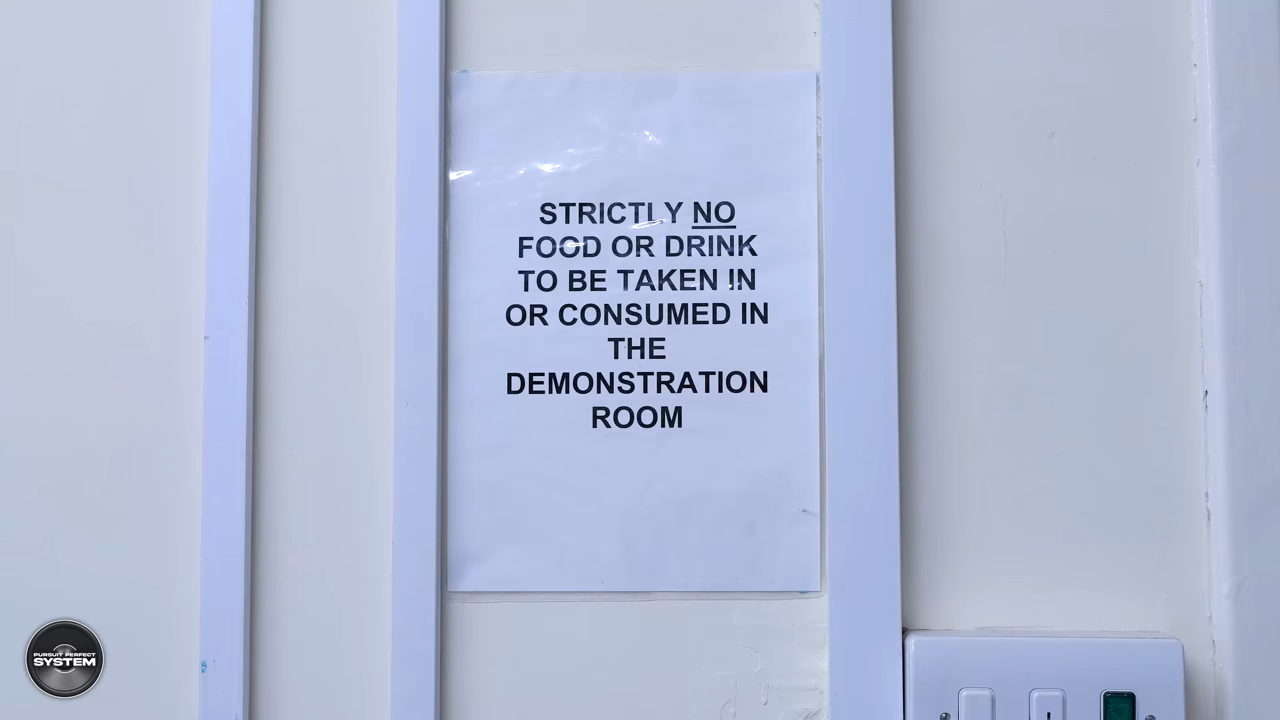 STRICTLY NO
FOOD OR DRINK
TO BE TAKEN IN
OR CONSUMED IN
THE
DEMONSTRATION
ROOM
PURSUIT PERFECT
SYSTEM